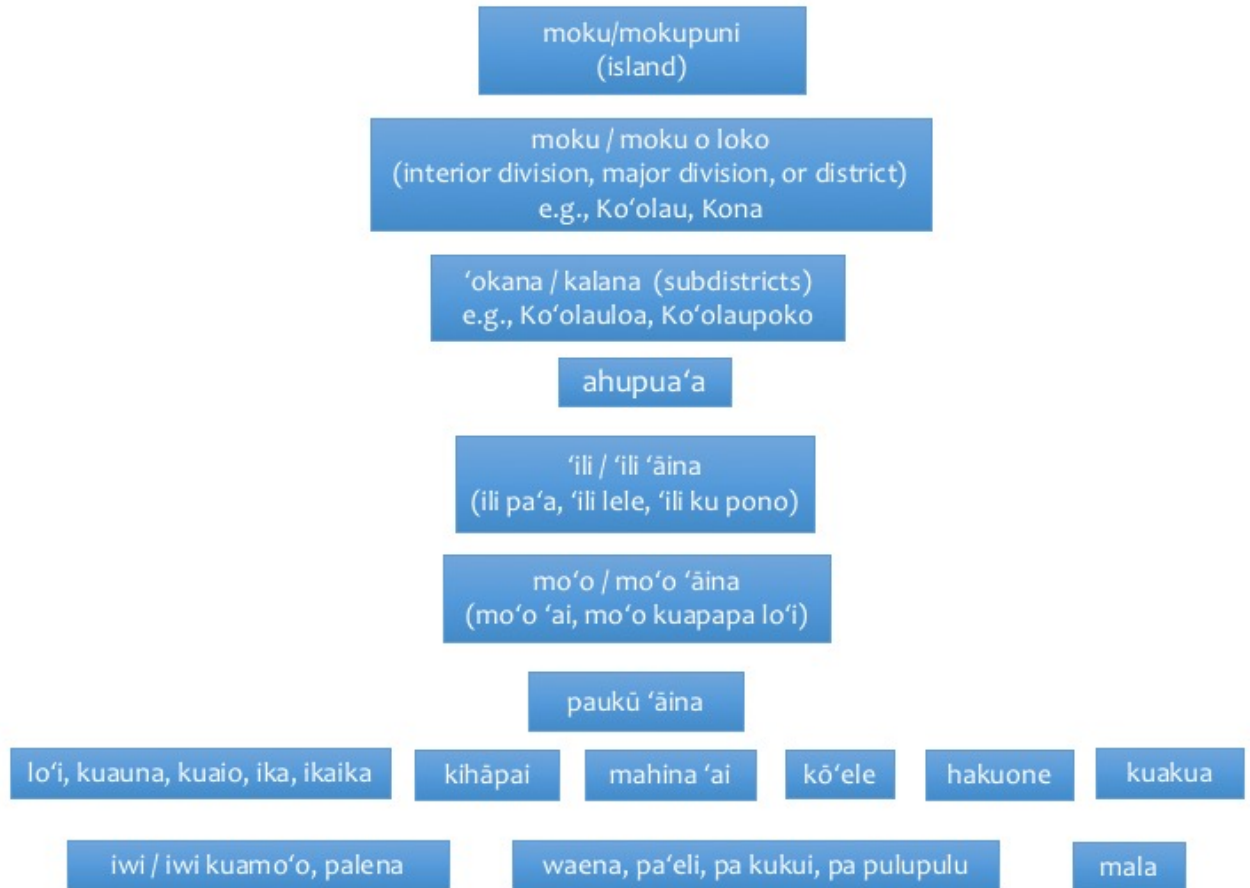 moku/mokupuni
(island)
moku / moku o loko
(interior division, major division, or district)
e.g., Koʻolau, Kona
ʻokana / kalana (subdistricts)
e.g., Koʻolauloa, Koʻolaupoko
ahupuaʻa
ʻili / ʻili ʻāina
(ili paʻa, ʻili lele, ʻili ku pono)
moʻo / moʻo ʻāina
(moʻo ʻai, moʻo kuapapa loʻi)
paukū ʻāina
loʻi, kuauna, kuaio, ika, ikaika
kihāpai
mahina ʻai
kōʻele
hakuone
kuakua
iwi / iwi kuamoʻo, palena
waena, paʻeli, pa kukui, pa pulupulu
mala